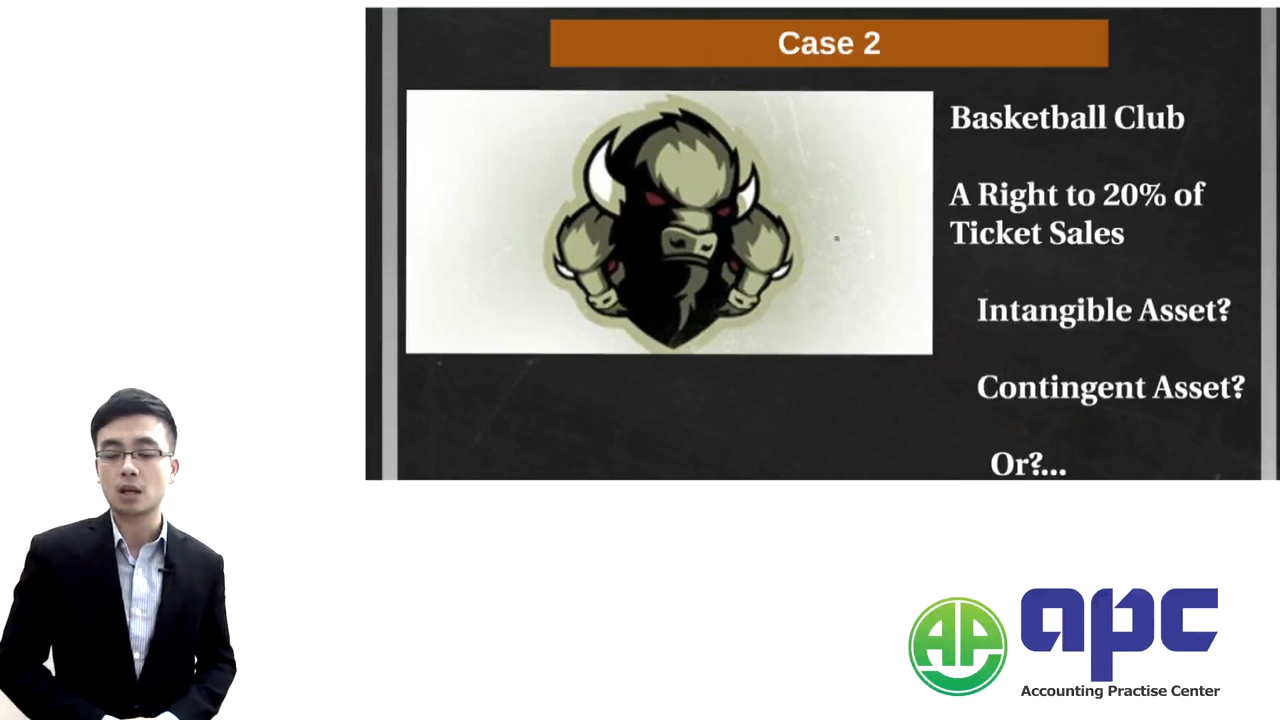 Case 2
Basketball Club
A Right to 20% of
Ticket Sales
Intangible Asset?
Contingent Asset?
Or?...
AP
apc
Accounting Practise Center